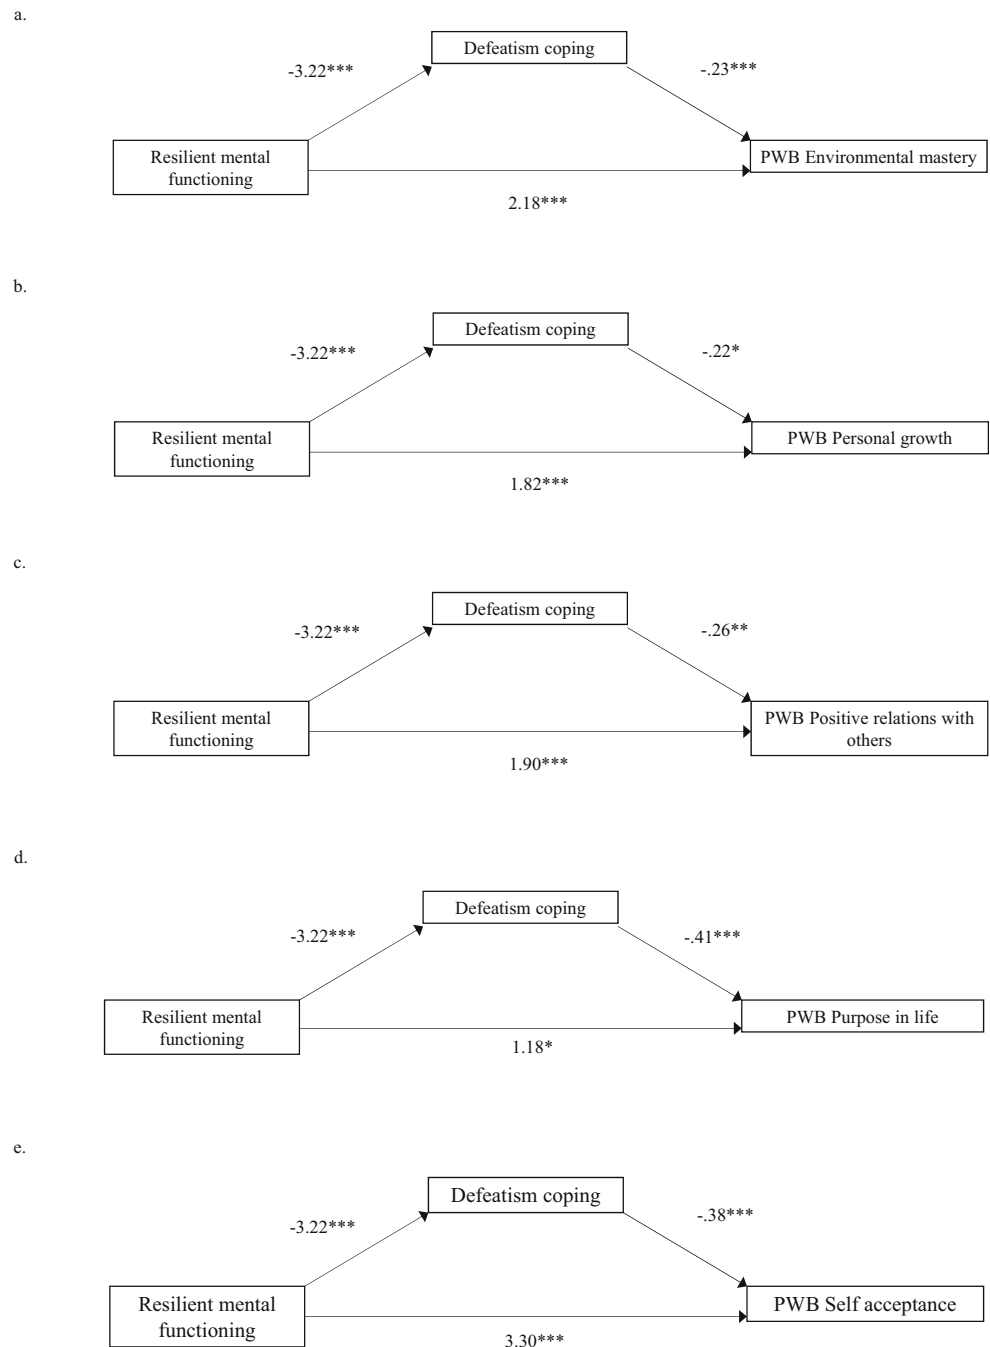 a.
Defeatism coping
-3.22***
-.23***
Resilient mental
functioning
PWB Environmental mastery
2.18***
b.
Defeatism coping
-3.22***
-.22*
Resilient mental
functioning
PWB Personal growth
1.82***
c.
Defeatism coping
-3.22***
-.26**
Resilient mental
functioning
PWB Positive relations with
others
1.90***
d.
Defeatism coping
-3.22***
-.41***
Resilient mental
functioning
PWB Purpose in life
1.18*
e.
Defeatism coping
-3.22***
-.38***
Resilient mental
functioning
PWB Self acceptance
3.30***